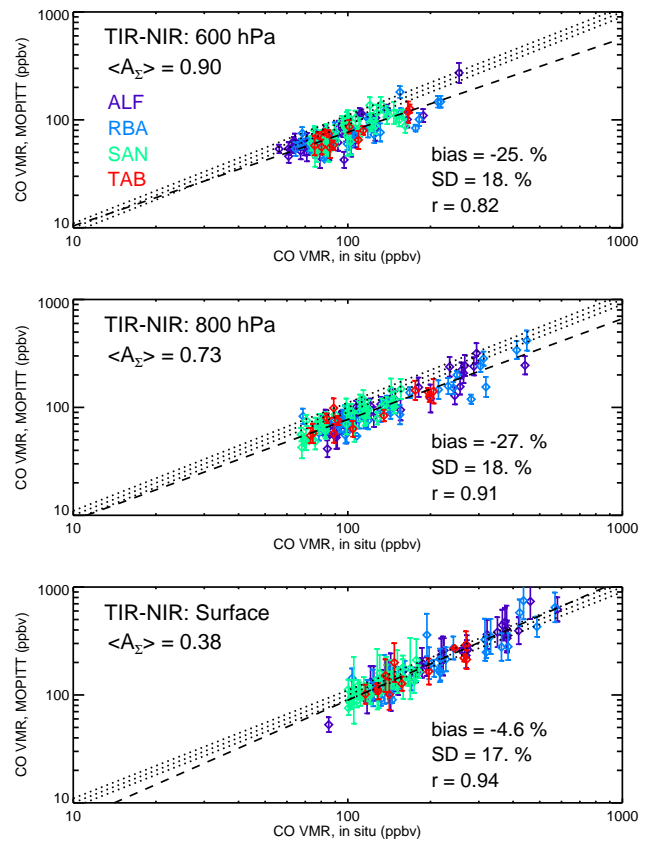 TIR-NIR: 600 hPa
<A_Σ> = 0.90
ALF
RBA
SAN
TAB
bias = -25. %
SD = 18. %
r = 0.82
1000
100
10
CO VMR, MOPITT (ppbv)
10
100
1000
CO VMR, in situ (ppbv)
TIR-NIR: 800 hPa
<A_Σ> = 0.73
bias = -27. %
SD = 18. %
r = 0.91
1000
100
10
CO VMR, MOPITT (ppbv)
10
100
1000
CO VMR, in situ (ppbv)
TIR-NIR: Surface
<A_Σ> = 0.38
bias = -4.6 %
SD = 17. %
r = 0.94
1000
100
10
CO VMR, MOPITT (ppbv)
10
100
1000
CO VMR, in situ (ppbv)